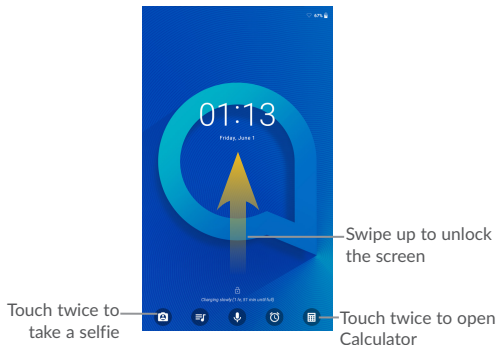 67%
01:13
Friday, June 1
Swipe up to unlock
the screen
Charging slowly (1 hr, 51 min until full)
Touch twice to
take a selfie
Touch twice to open
Calculator